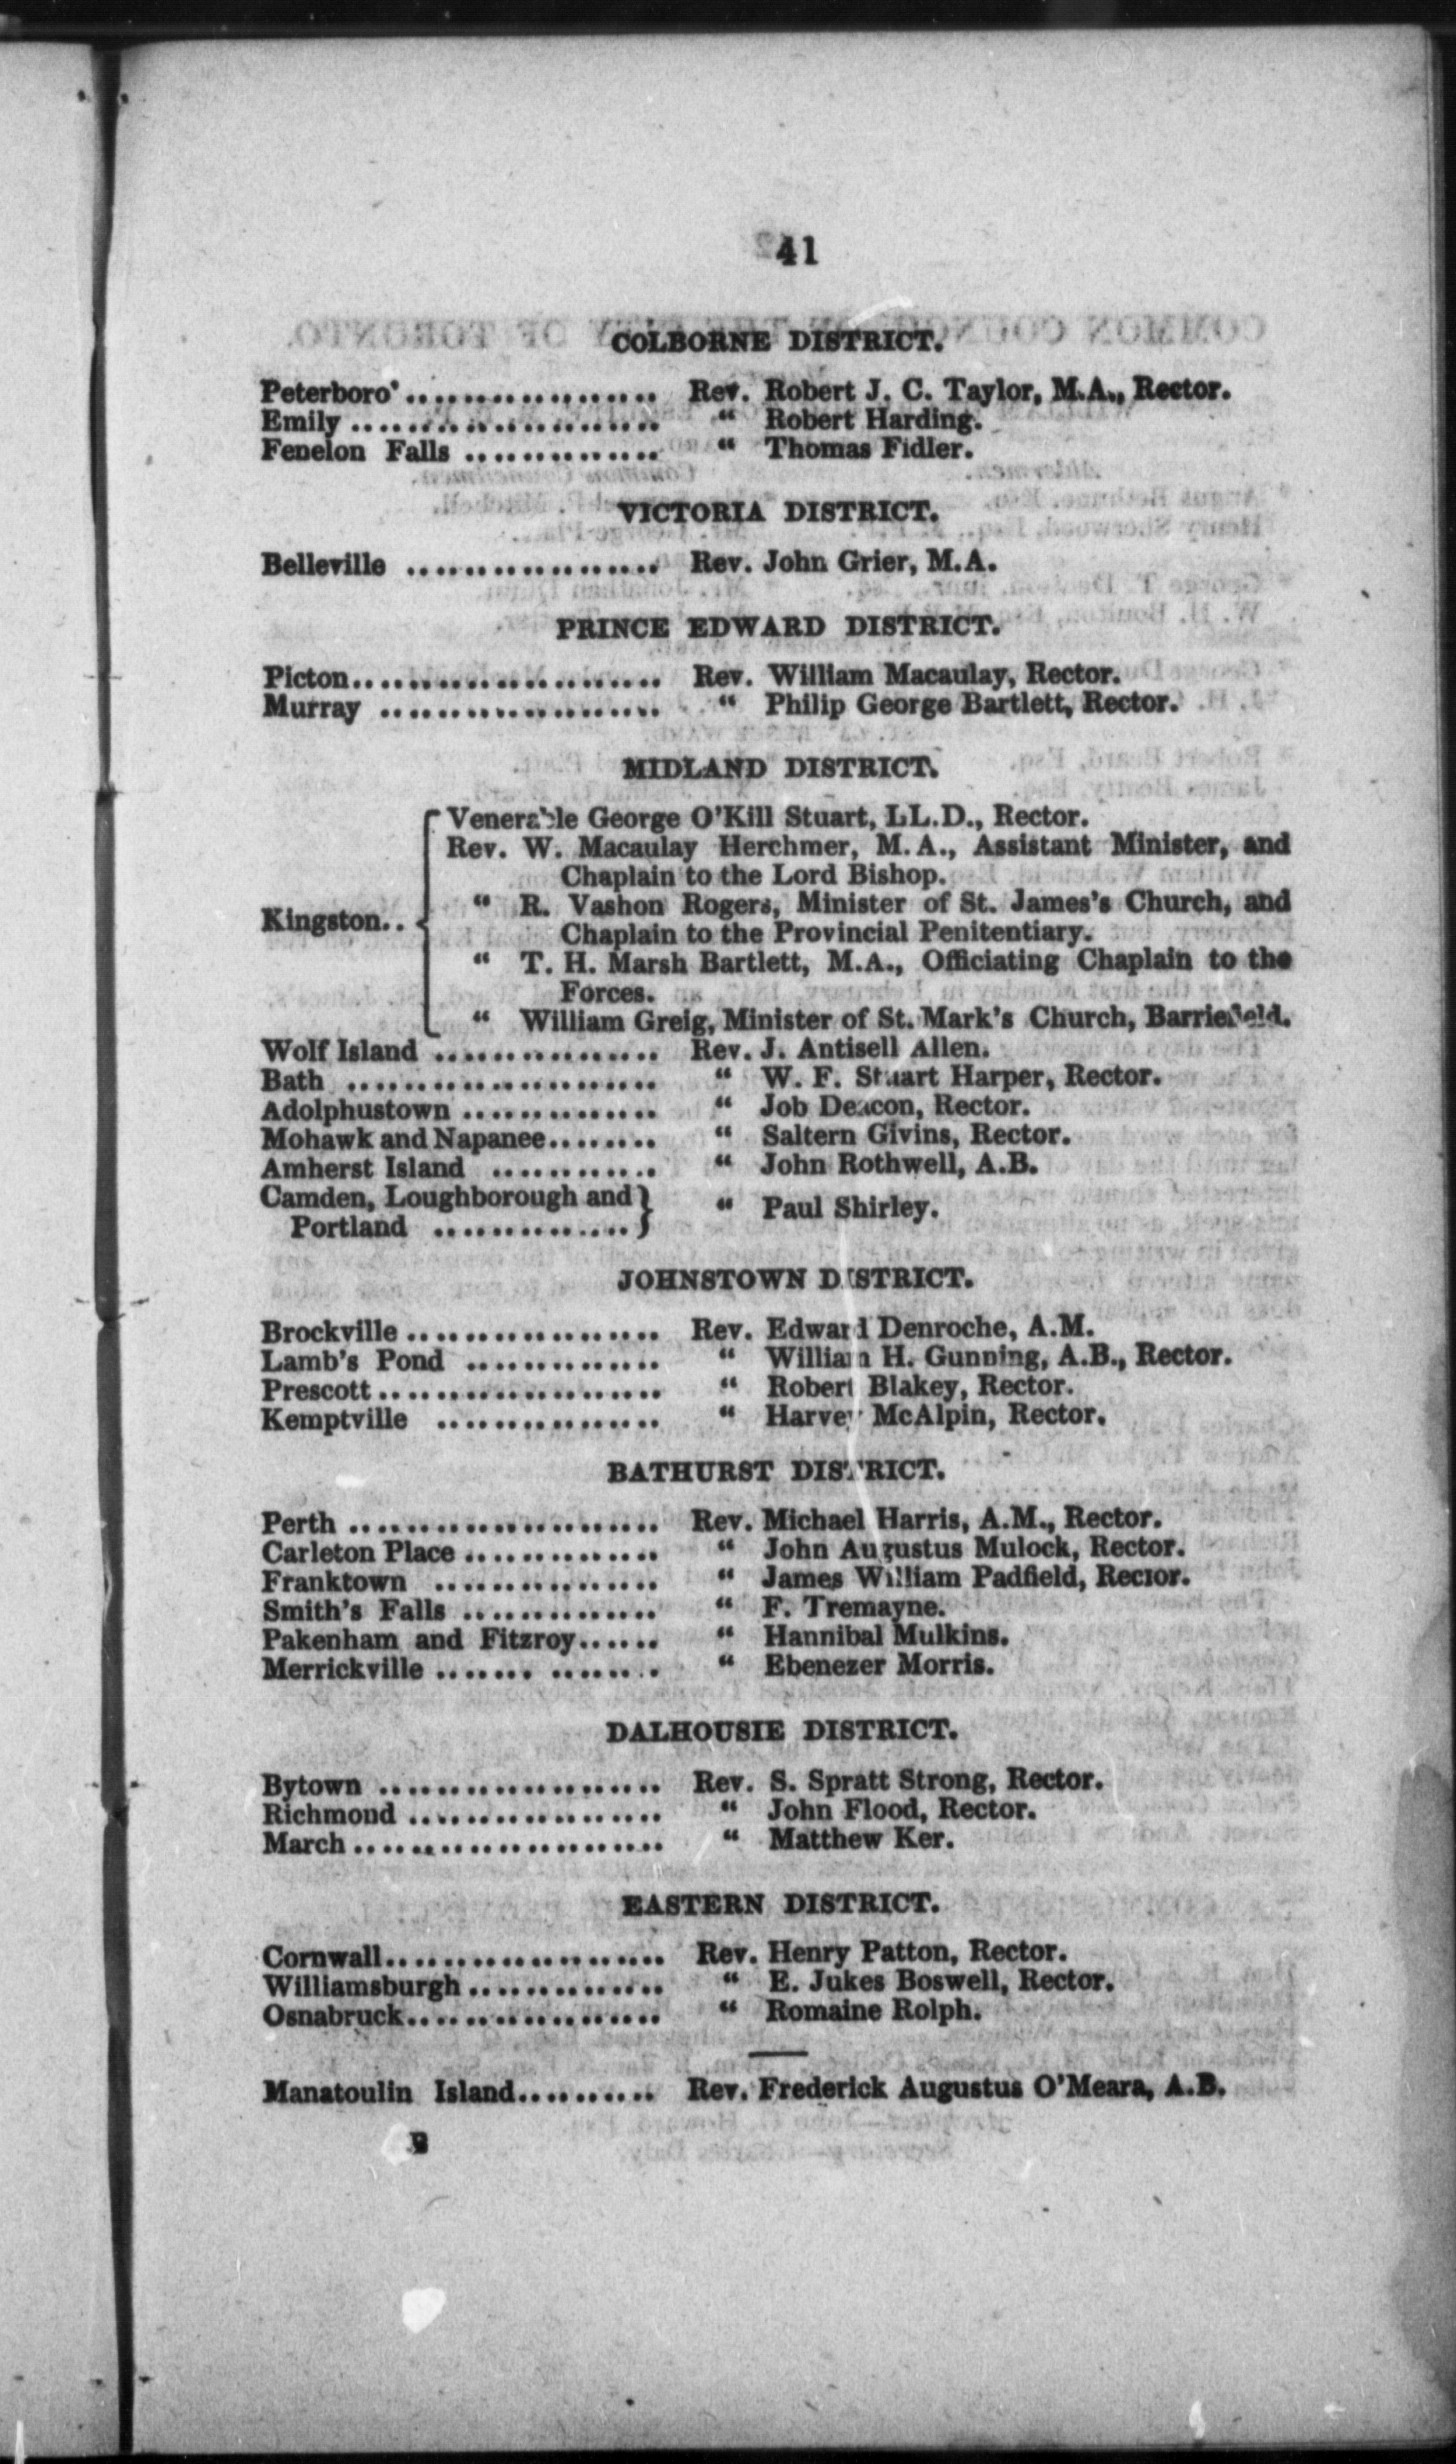 41
COLBORNE DISTRICT.
Peterboro' .................. Rev. Robert J. C. Taylor, M.A., Rector.
Emily ...................... " Robert Harding.
Fenelon Falls .............. " Thomas Fidler.
VICTORIA DISTRICT.
Belleville .................. Rev. John Grier, M.A.
PRINCE EDWARD DISTRICT.
Picton...................... Rev. William Macaulay, Rector.
Murray .................... " Philip George Bartlett, Rector.
MIDLAND DISTRICT.
Venerable George O'Kill Stuart, LL.D., Rector.
Rev. W. Macaulay Herchmer, M.A., Assistant Minister, and
Chaplain to the Lord Bishop.
" R. Vashon Rogers, Minister of St. James's Church, and
Kingston..
Chaplain to the Provincial Penitentiary.
" T. H. Marsh Bartlett, M.A., Officiating Chaplain to the
Forces.
" William Greig, Minister of St. Mark's Church, Barriefield.
Wolf Island ................ Rev. J. Antisell Allen.
Bath ...................... " W. F. Stuart Harper, Rector.
Adolphustown .............. " Job Deacon, Rector.
Mohawk and Napanee........ " Saltern Givins, Rector.
Amherst Island ............ " John Rothwell, A.B.
Camden, Loughborough and }
Portland .............. } " Paul Shirley.
JOHNSTOWN DISTRICT.
Brockville .................. Rev. Edward Denroche, A.M.
Lamb's Pond .............. " William H. Gunning, A.B., Rector.
Prescott .................... " Robert Blakey, Rector.
Kemptville ................ " Harvey McAlpin, Rector.
BATHURST DISTRICT.
Perth ...................... Rev. Michael Harris, A.M., Rector.
Carleton Place .............. " John Augustus Mulock, Rector.
Franktown ................ " James William Padfield, Rector.
Smith's Falls .............. " F. Tremayne.
Pakenham and Fitzroy...... " Hannibal Mulkins.
Merrickville ....... ........ " Ebenezer Morris.
DALHOUSIE DISTRICT.
Bytown .................... Rev. S. Spratt Strong, Rector.
Richmond .................. " John Flood, Rector.
March ...................... " Matthew Ker.
EASTERN DISTRICT.
Cornwall.................... Rev. Henry Patton, Rector.
Williamsburgh .............. " E. Jukes Boswell, Rector.
Osnabruck.................. " Romaine Rolph.
Manatoulin Island.......... Rev. Frederick Augustus O'Meara, A.B.